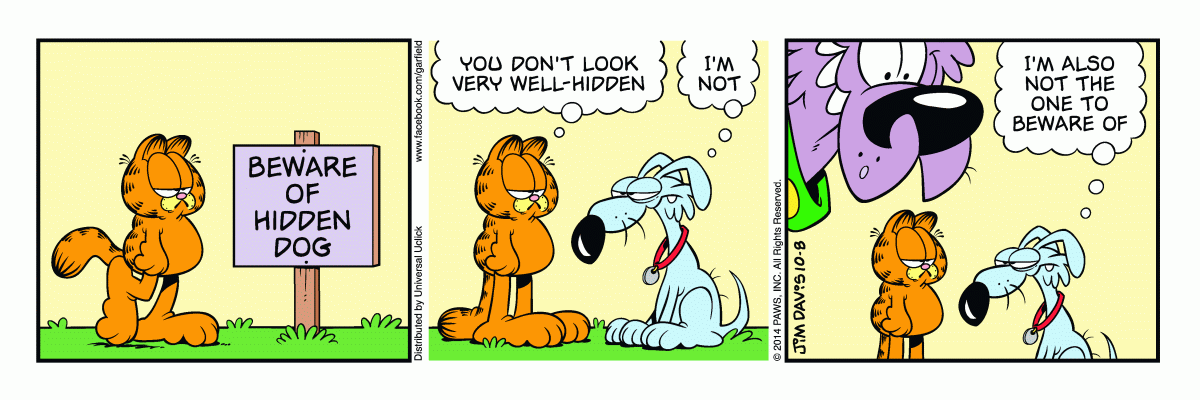 BEWARE
OF
HIDDEN
DOG
www.facebook.com/garfield
Distributed by Universal Uclick
YOU DON'T LOOK
VERY WELL-HIDDEN
I'M
NOT
© 2014 PAWS, INC. All Rights Reserved.
I'M ALSO
NOT THE
ONE TO
BEWARE OF
JIM DAVIS 10-8